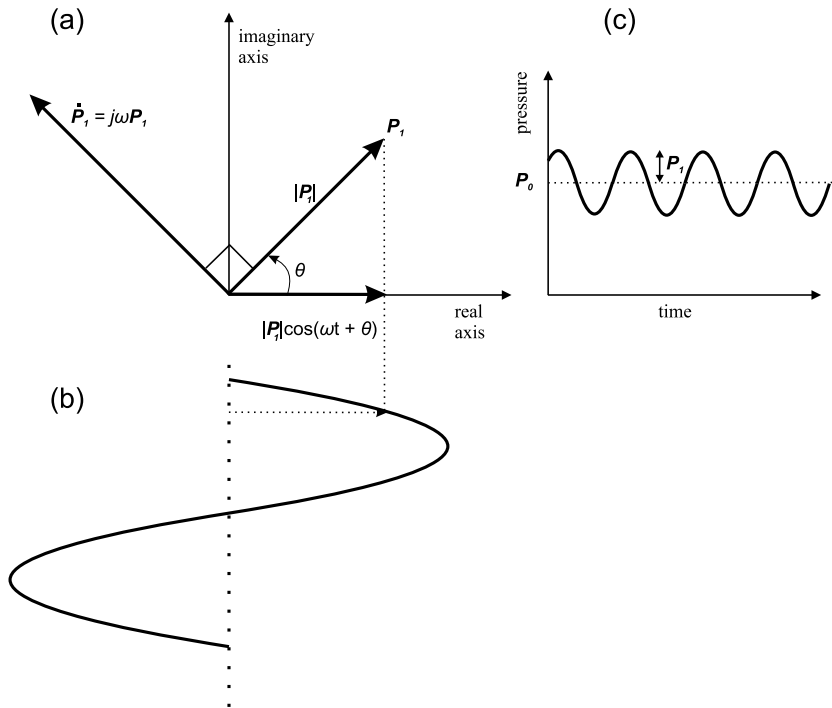 (a)
imaginary
axis
Ṗ₁ = jωP₁
P₁
|P₁|
θ
real
axis
|P₁|cos(ωt + θ)
(b)
(c)
pressure
P₀
P₁
time